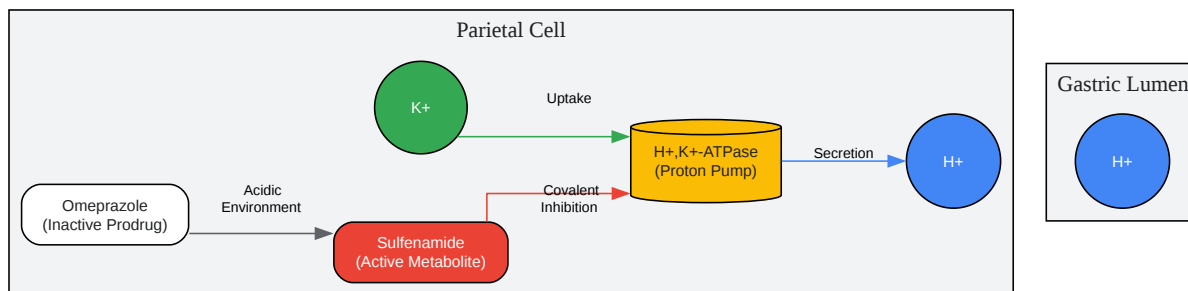 Parietal Cell
K+
Uptake
H+,K+-ATPase
(Proton Pump)
Secretion
H+
Omeprazole
(Inactive Prodrug)
Acidic
Environment
Sulfenamide
(Active Metabolite)
Covalent
Inhibition
Gastric Lumen
H+